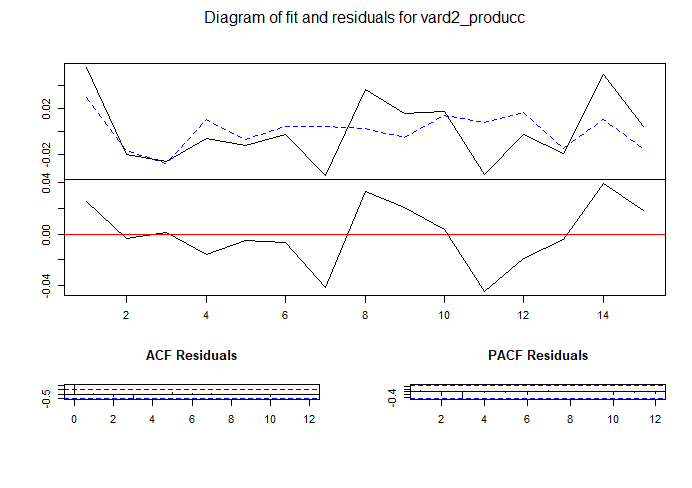 Diagram of fit and residuals for vard2_producc
0.02
-0.02
0.04
0.00
-0.04
2 4 6 8 10 12 14
ACF Residuals PACF Residuals
-0.5
-0.4
0 2 4 6 8 10 12 2 4 6 8 10 12